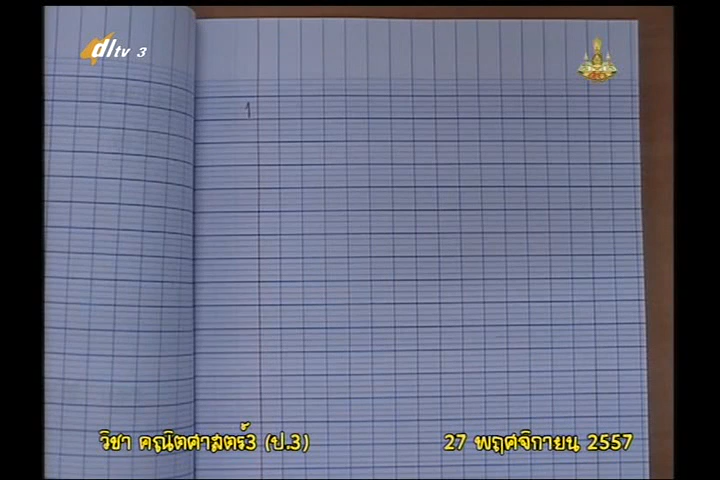 dltv 3
1
วิชา คณิตศาสตร์3 (ป.3)
27 พฤศจิกายน 2557